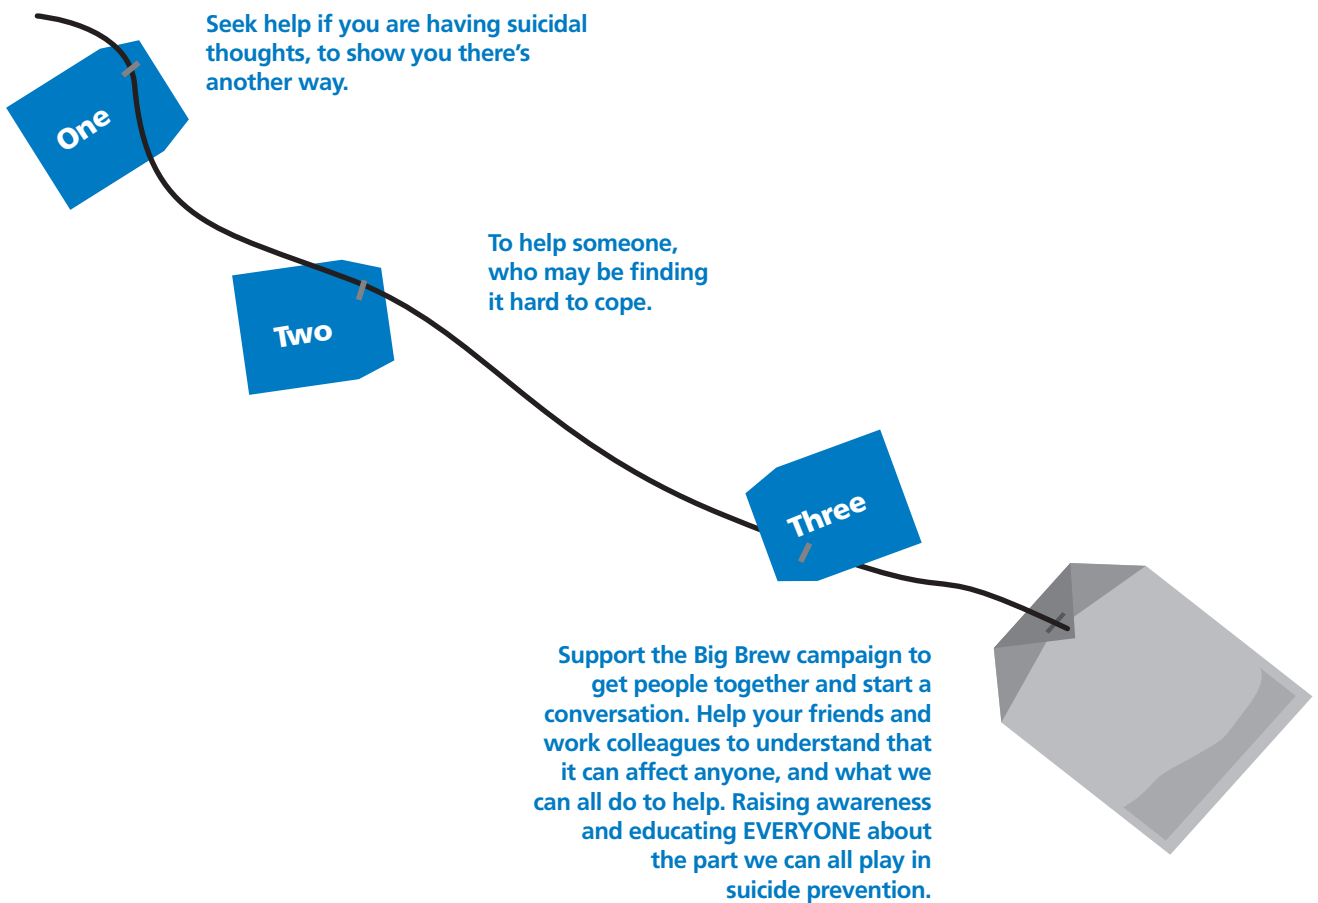 Seek help if you are having suicidal
thoughts, to show you there’s
another way.
One
To help someone,
who may be finding
it hard to cope.
Two
Three
Support the Big Brew campaign to
get people together and start a
conversation. Help your friends and
work colleagues to understand that
it can affect anyone, and what we
can all do to help. Raising awareness
and educating EVERYONE about
the part we can all play in
suicide prevention.